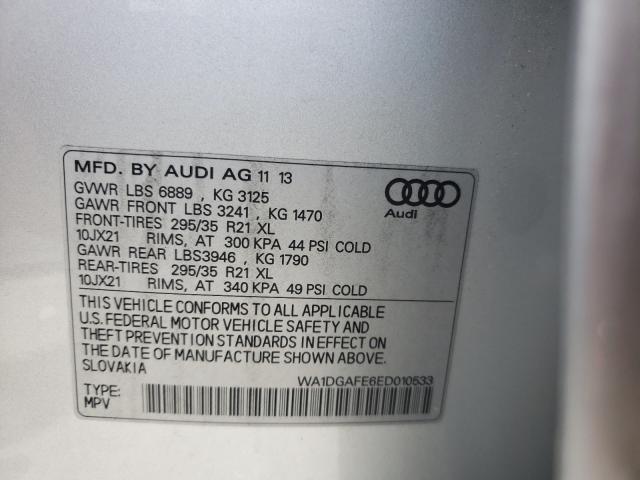 MFD. BY AUDI AG 11 13
GVWR LBS 6889 , KG 3125
GAWR FRONT LBS 3241 , KG 1470
FRONT-TIRES 295/35 R21 XL
10JX21 RIMS, AT 300 KPA 44 PSI COLD
GAWR REAR LBS3946 , KG 1790
REAR-TIRES 295/35 R21 XL
10JX21 RIMS, AT 340 KPA 49 PSI COLD
Audi
THIS VEHICLE CONFORMS TO ALL APPLICABLE
U.S. FEDERAL MOTOR VEHICLE SAFETY AND
THEFT PREVENTION STANDARDS IN EFFECT ON
THE DATE OF MANUFACTURE SHOWN ABOVE.
SLOVAKIA
WA1DGAFE6ED010533
TYPE:
MPV